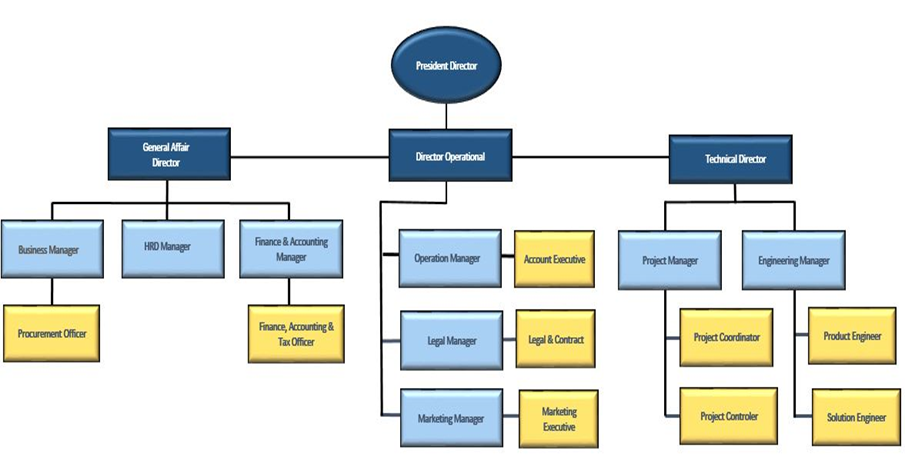 President Director
General Affair
Director
Director Operational
Technical Director
Business Manager
HRD Manager
Finance & Accounting
Manager
Operation Manager
Account Executive
Project Manager
Engineering Manager
Procurement Officer
Finance, Accounting &
Tax Officer
Legal Manager
Legal & Contract
Project Coordinator
Product Engineer
Marketing Manager
Marketing
Executive
Project Controler
Solution Engineer